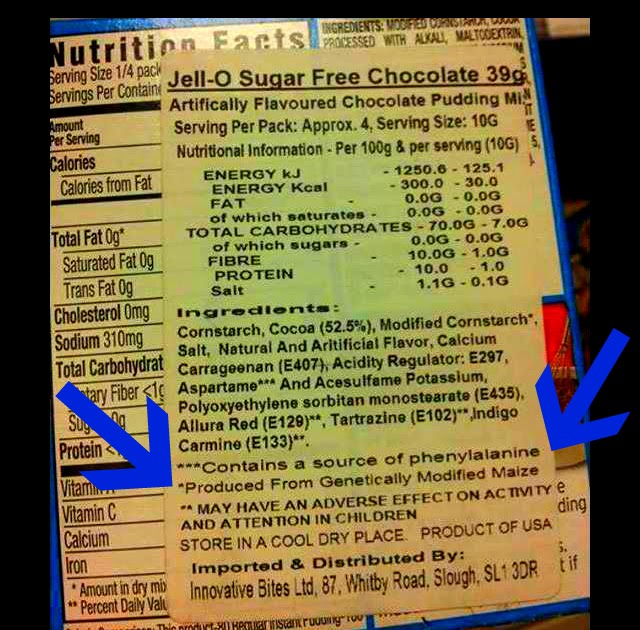 Nutrition Facts
Serving Size 1/4 pack
Servings Per Containe
Amount
Per Serving
Calories
Calories from Fat
Total Fat 0g*
Saturated Fat 0g
Trans Fat 0g
Cholesterol 0mg
Sodium 310mg
Total Carbohydrat
tary Fiber <1g
Sug 0g
Protein <
Vitamin A
Vitamin C
Calcium
Iron
* Amount in dry mix
** Percent Daily Valu
INGREDIENTS: MODIFIED CORNSTARCH, COCOA
PROCESSED WITH ALKALI, MALTODEXTRIN,
Jell-O Sugar Free Chocolate 39g
Artifically Flavoured Chocolate Pudding Mix
Serving Per Pack: Approx. 4, Serving Size: 10G
Nutritional Information - Per 100g & per serving (10G)
ENERGY kJ - 1250.6 - 125.1
ENERGY Kcal - 300.0 - 30.0
FAT - 0.0G - 0.0G
of which saturates - 0.0G - 0.0G
TOTAL CARBOHYDRATES - 70.0G - 7.0G
of which sugars - 0.0G - 0.0G
FIBRE - 10.0G - 1.0G
PROTEIN - 10.0 - 1.0
Salt - 1.1G - 0.1G
Ingredients:
Cornstarch, Cocoa (52.5%), Modified Cornstarch*,
Salt, Natural And Aritificial Flavor, Calcium
Carrageenan (E407), Acidity Regulator: E297,
Aspartame*** And Acesulfame Potassium,
Polyoxyethylene sorbitan monostearate (E435),
Allura Red (E129)**, Tartrazine (E102)**,Indigo
Carmine (E133)**.
***Contains a source of phenylalanine
*Produced From Genetically Modified Maize
** MAY HAVE AN ADVERSE EFFECT ON ACTIVITY
AND ATTENTION IN CHILDREN
STORE IN A COOL DRY PLACE. PRODUCT OF USA
Imported & Distributed By:
Innovative Bites Ltd, 87, Whitby Road, Slough, SL1 3DR
ding
t if